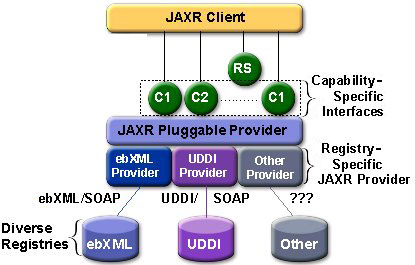 JAXR Client
RS
C1 C2 ........ C1
Capability-
Specific
Interfaces
JAXR Pluggable Provider
ebXML
Provider
UDDI
Provider
Other
Provider
Registry-
Specific
JAXR Provider
ebXML/SOAP UDDI/ SOAP ???
Diverse
Registries
ebXML UDDI Other